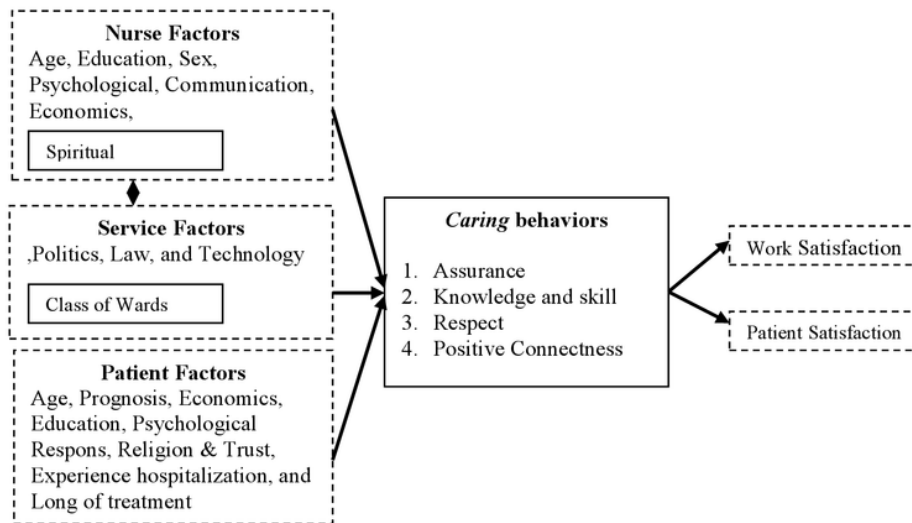 Nurse Factors
Age, Education, Sex,
Psychological, Communication,
Economics,
Spiritual
Service Factors
,Politics, Law, and Technology
Class of Wards
Patient Factors
Age, Prognosis, Economics,
Education, Psychological
Respons, Religion & Trust,
Experience hospitalization, and
Long of treatment
Caring behaviors
1. Assurance
2. Knowledge and skill
3. Respect
4. Positive Connectness
Work Satisfaction
Patient Satisfaction